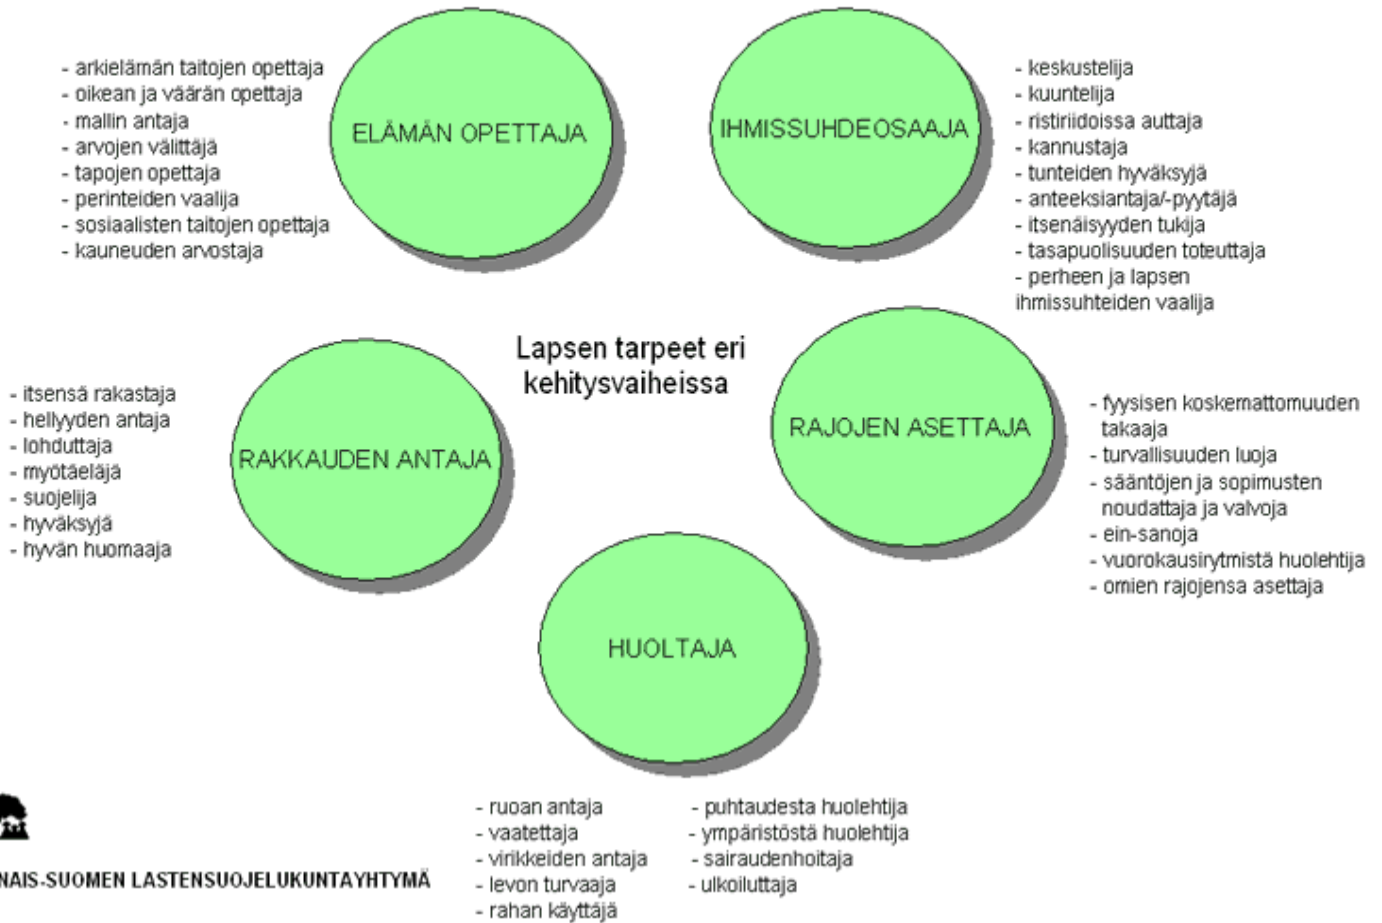 - arkielämän taitojen opettaja
- oikean ja väärän opettaja
- mallin antaja
- arvojen välittäjä
- tapojen opettaja
- perinteiden vaalija
- sosiaalisten taitojen opettaja
- kauneuden arvostaja
ELÄMÄN OPETTAJA
IHMISSUHDEOSAAJA
- keskustelija
- kuuntelija
- ristiriidoissa auttaja
- kannustaja
- tunteiden hyväksyjä
- anteeksiantaja/-pyytäjä
- itsenäisyyden tukija
- tasapuolisuuden toteuttaja
- perheen ja lapsen
ihmissuhteiden vaalija
Lapsen tarpeet eri
kehitysvaiheissa
- itsensä rakastaja
- hellyyden antaja
- lohduttaja
- myötäeläjä
- suojelija
- hyväksyjä
- hyvän huomaaja
RAKKAUDEN ANTAJA
RAJOJEN ASETTAJA
- fyysisen koskemattomuuden
takaaja
- turvallisuuden luoja
- sääntöjen ja sopimusten
noudattaja ja valvoja
- ein-sanoja
- vuorokausirytmistä huolehtija
- omien rajojensa asettaja
HUOLTAJA
- ruoan antaja
- vaatettaja
- virikkeiden antaja
- levon turvaaja
- rahan käyttäjä
- puhtaudesta huolehtija
- ympäristöstä huolehtija
- sairaudenhoitaja
- ulkoiluttaja
NAIS-SUOMEN LASTENSUOJELUKUNTAYHTYMÄ